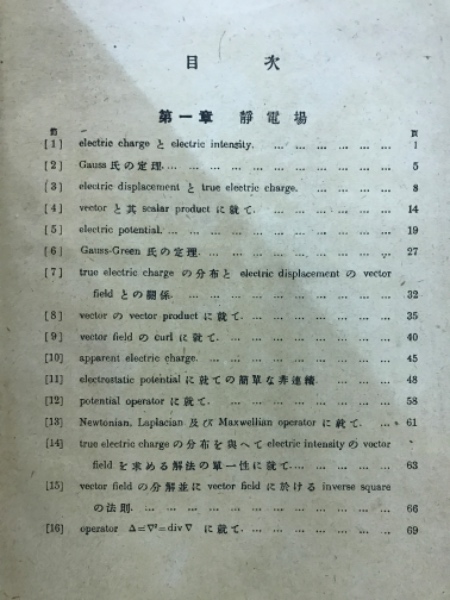 目次
第一章 靜電場
節 頁
[1] electric charge と electric intensity. ... ... ... ... ... 1
[2] Gauss 氏の定理. ... ... ... ... ... ... ... ... 5
[3] electric displacement と true electric charge. ... ... ... ... 8
[4] vector と其 scalar product に就て. ... ... ... ... ... 14
[5] electric potential. ... ... ... ... ... ... ... ... 19
[6] Gauss-Green 氏の定理. ... ... ... ... ... ... ... 27
[7] true electric charge の分布と electric displacement の vector
field との關係. ... ... ... ... ... ... ... ... 32
[8] vector の vector product に就て. ... ... ... ... ... 35
[9] vector field の curl に就て. ... ... ... ... ... ... 40
[10] apparent electric charge. ... ... ... ... ... ... ... 45
[11] electrostatic potential に就ての簡單な非連續. ... ... ... 48
[12] potential operator に就て. ... ... ... ... ... ... 58
[13] Newtonian, Laplacian 及び Maxwellian operator に就て. ... 61
[14] true electric charge の分布を與へて electric intensity の vector
field を求める解法の單一性に就て. ... ... ... ... ... 63
[15] vector field の分解並に vector field に於ける inverse square
の法則. ... ... ... ... ... ... ... ... ... 66
[16] operator Δ=∇²=div ∇ に就て. ... ... ... ... ... ... 69